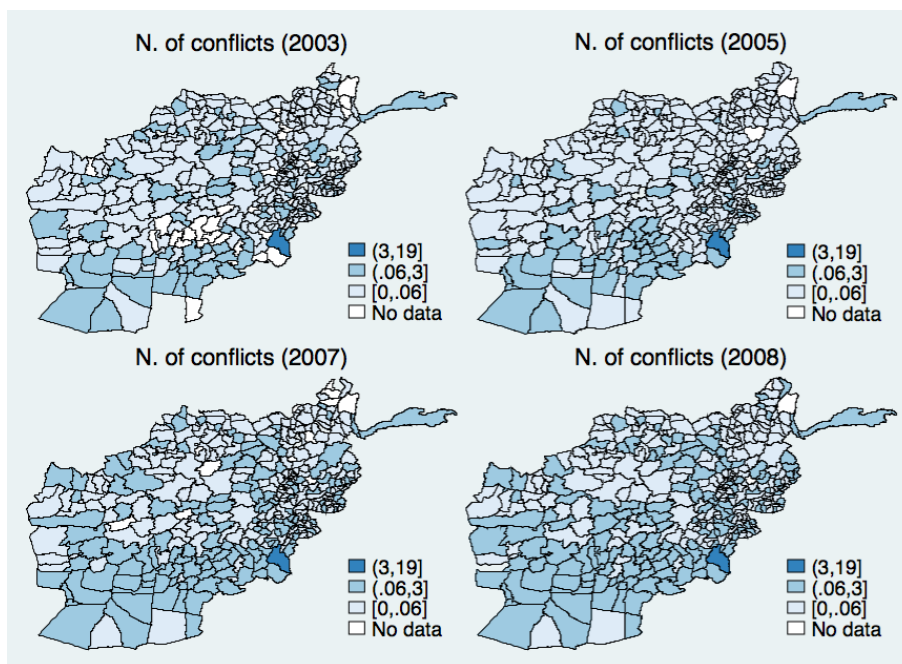 N. of conflicts (2003)
(3,19]
(.06,3]
[0,.06]
No data
N. of conflicts (2005)
(3,19]
(.06,3]
[0,.06]
No data
N. of conflicts (2007)
(3,19]
(.06,3]
[0,.06]
No data
N. of conflicts (2008)
(3,19]
(.06,3]
[0,.06]
No data